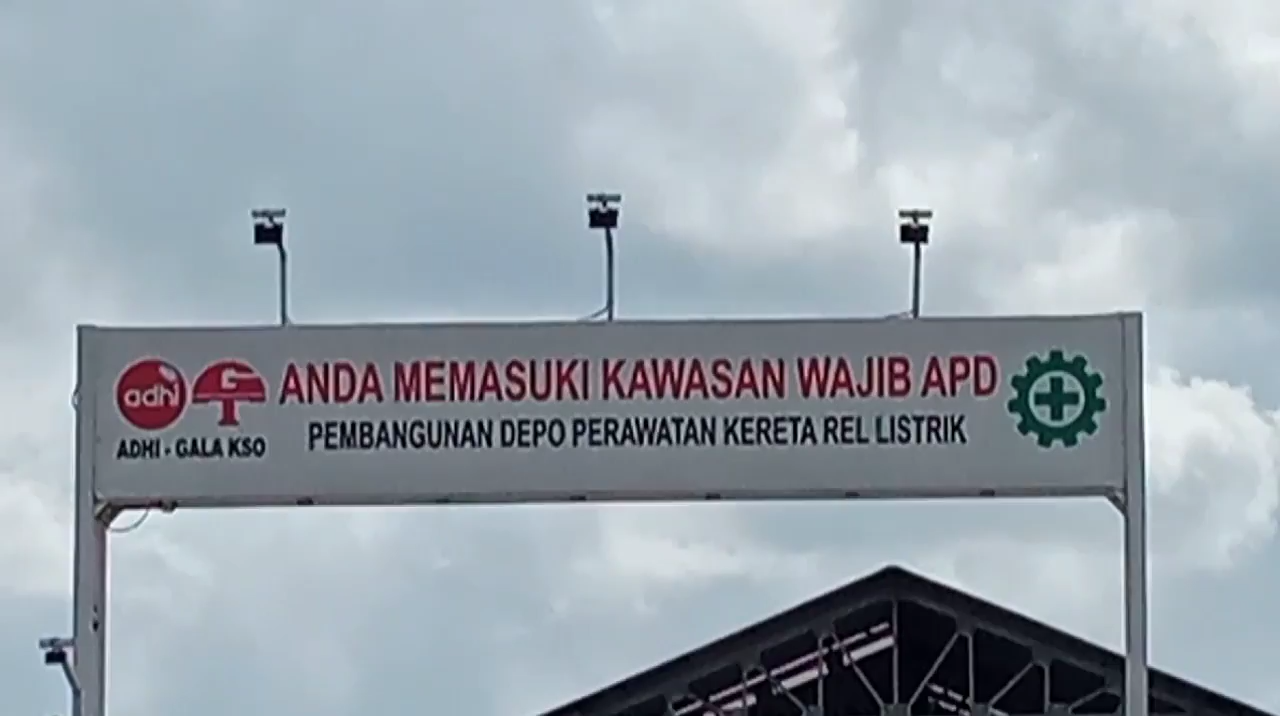 adhi G
ANDA MEMASUKI KAWASAN WAJIB APD
ADHI - GALA KSO
PEMBANGUNAN DEPO PERAWATAN KERETA REL LISTRIK